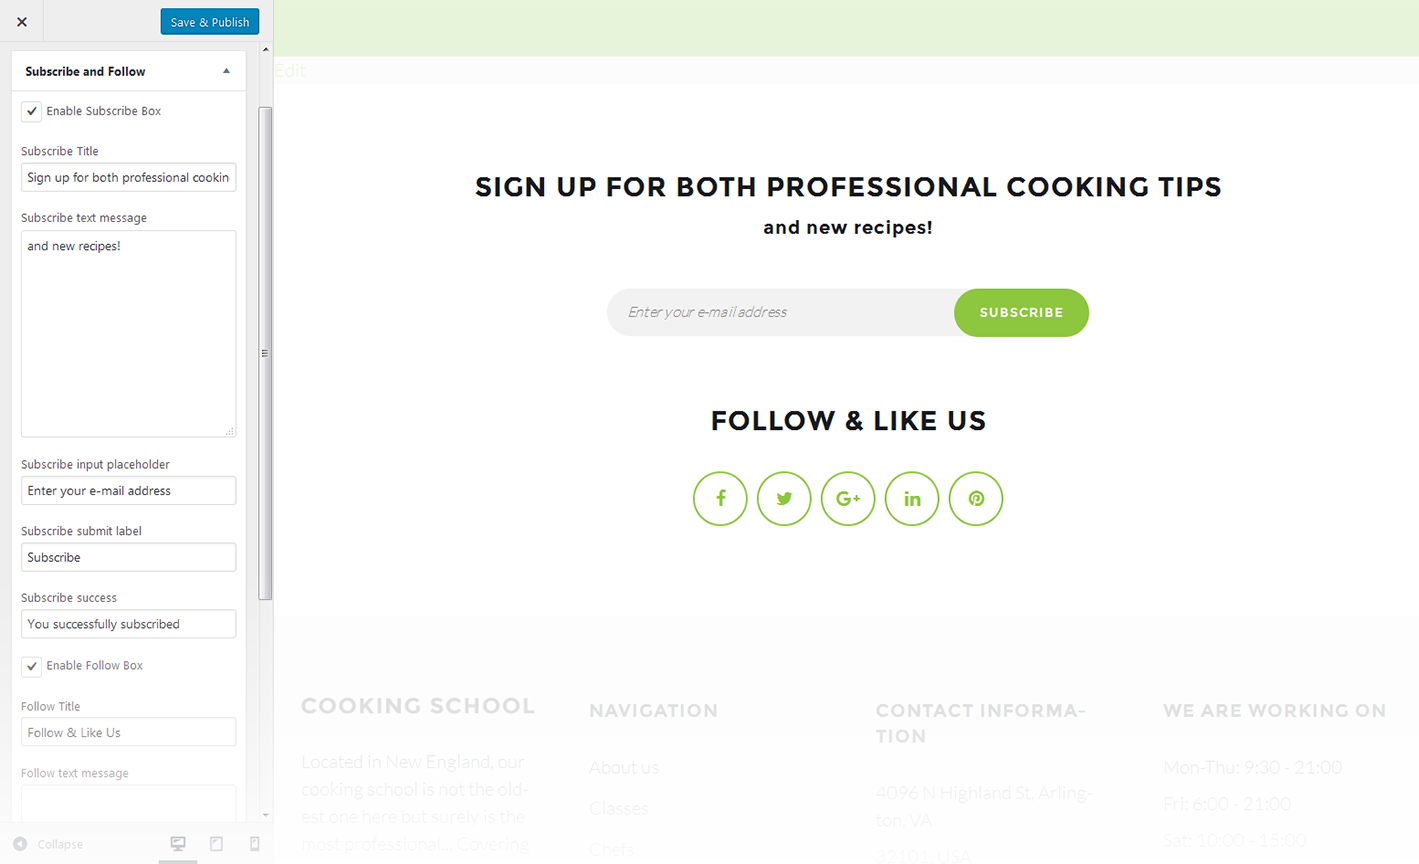 Save & Publish
Subscribe and Follow
Enable Subscribe Box
Subscribe Title
Sign up for both professional cookin
Subscribe text message
and new recipes!
Subscribe input placeholder
Enter your e-mail address
Subscribe submit label
Subscribe
Subscribe success
You successfully subscribed
Enable Follow Box
Follow Title
Follow & Like Us
Follow text message
Collapse
Edit
SIGN UP FOR BOTH PROFESSIONAL COOKING TIPS
and new recipes!
Enter your e-mail address
SUBSCRIBE
FOLLOW & LIKE US
COOKING SCHOOL
Located in New England, our
cooking school is not the old-
est one here but surely is the
most professional... Covering
NAVIGATION
About us
Classes
Chefs
CONTACT INFORMA-
TION
4096 N Highland St, Arling-
ton, VA
32101, USA
WE ARE WORKING ON
Mon-Thu: 9:30 - 21:00
Fri: 6:00 - 21:00
Sat: 10:00 - 15:00